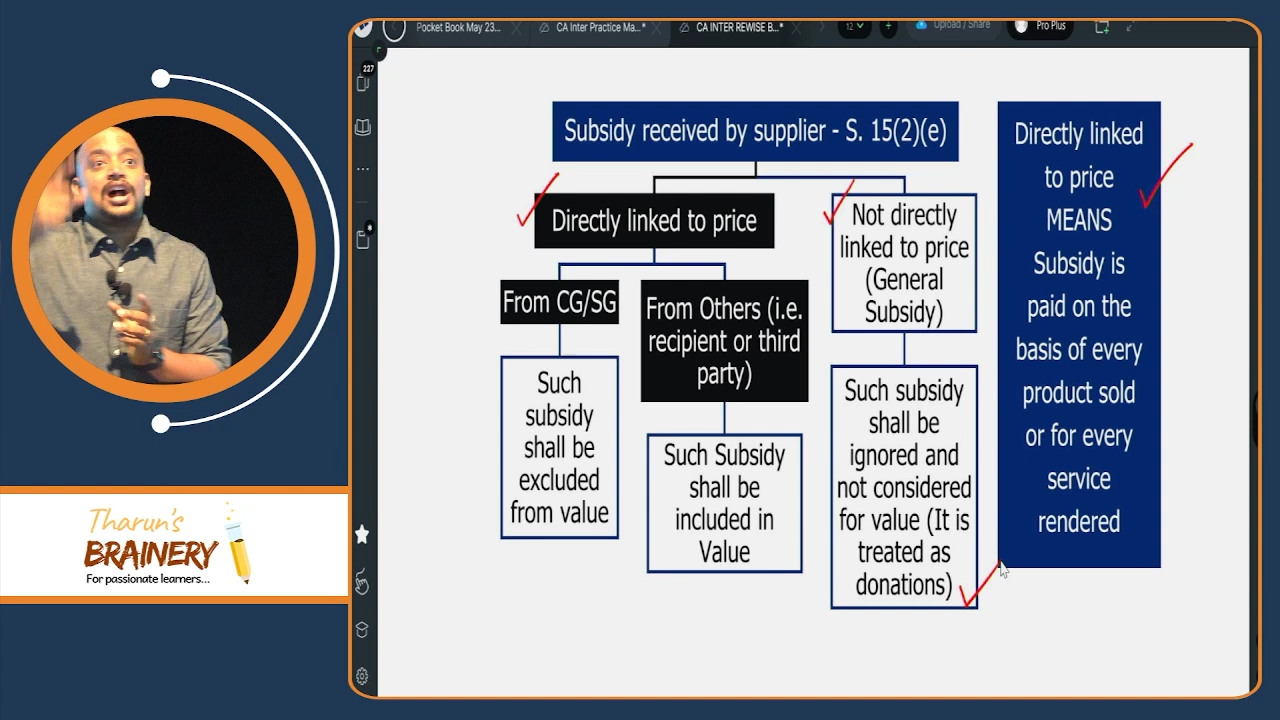 Pocket Book May 23...
CA Inter Practice Ma...*
CA INTER REWISE B...*
12
Upload / Share
Pro Plus
227
Subsidy received by supplier - S. 15(2)(e)
Directly linked to price
From CG/SG
Such
subsidy
shall be
excluded
from value
From Others (i.e.
recipient or third
party)
Such Subsidy
shall be
included in
Value
Not directly
linked to price
(General
Subsidy)
Such subsidy
shall be
ignored and
not considered
for value (It is
treated as
donations)
Directly linked
to price
MEANS
Subsidy is
paid on the
basis of every
product sold
or for every
service
rendered
Tharun's
BRAINERY
For passionate learners...